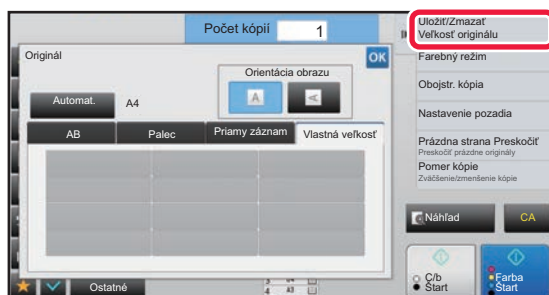 Počet kópií 1
Uložiť/Zmazať
Veľkosť originálu
Originál
OK
Farebný režim
Orientácia obrazu
Obojstr. kópia
Automat. A4
A A
Nastavenie pozadia
AB Palec Priamy záznam Vlastná veľkosť
Prázdna strana Preskočiť
Preskočiť prázdne originály
Pomer kópie
Zväčšenie/zmenšenie kópie
Náhľad CA
Č/b
Štart
Farba
Štart
Ostatné
4 A3